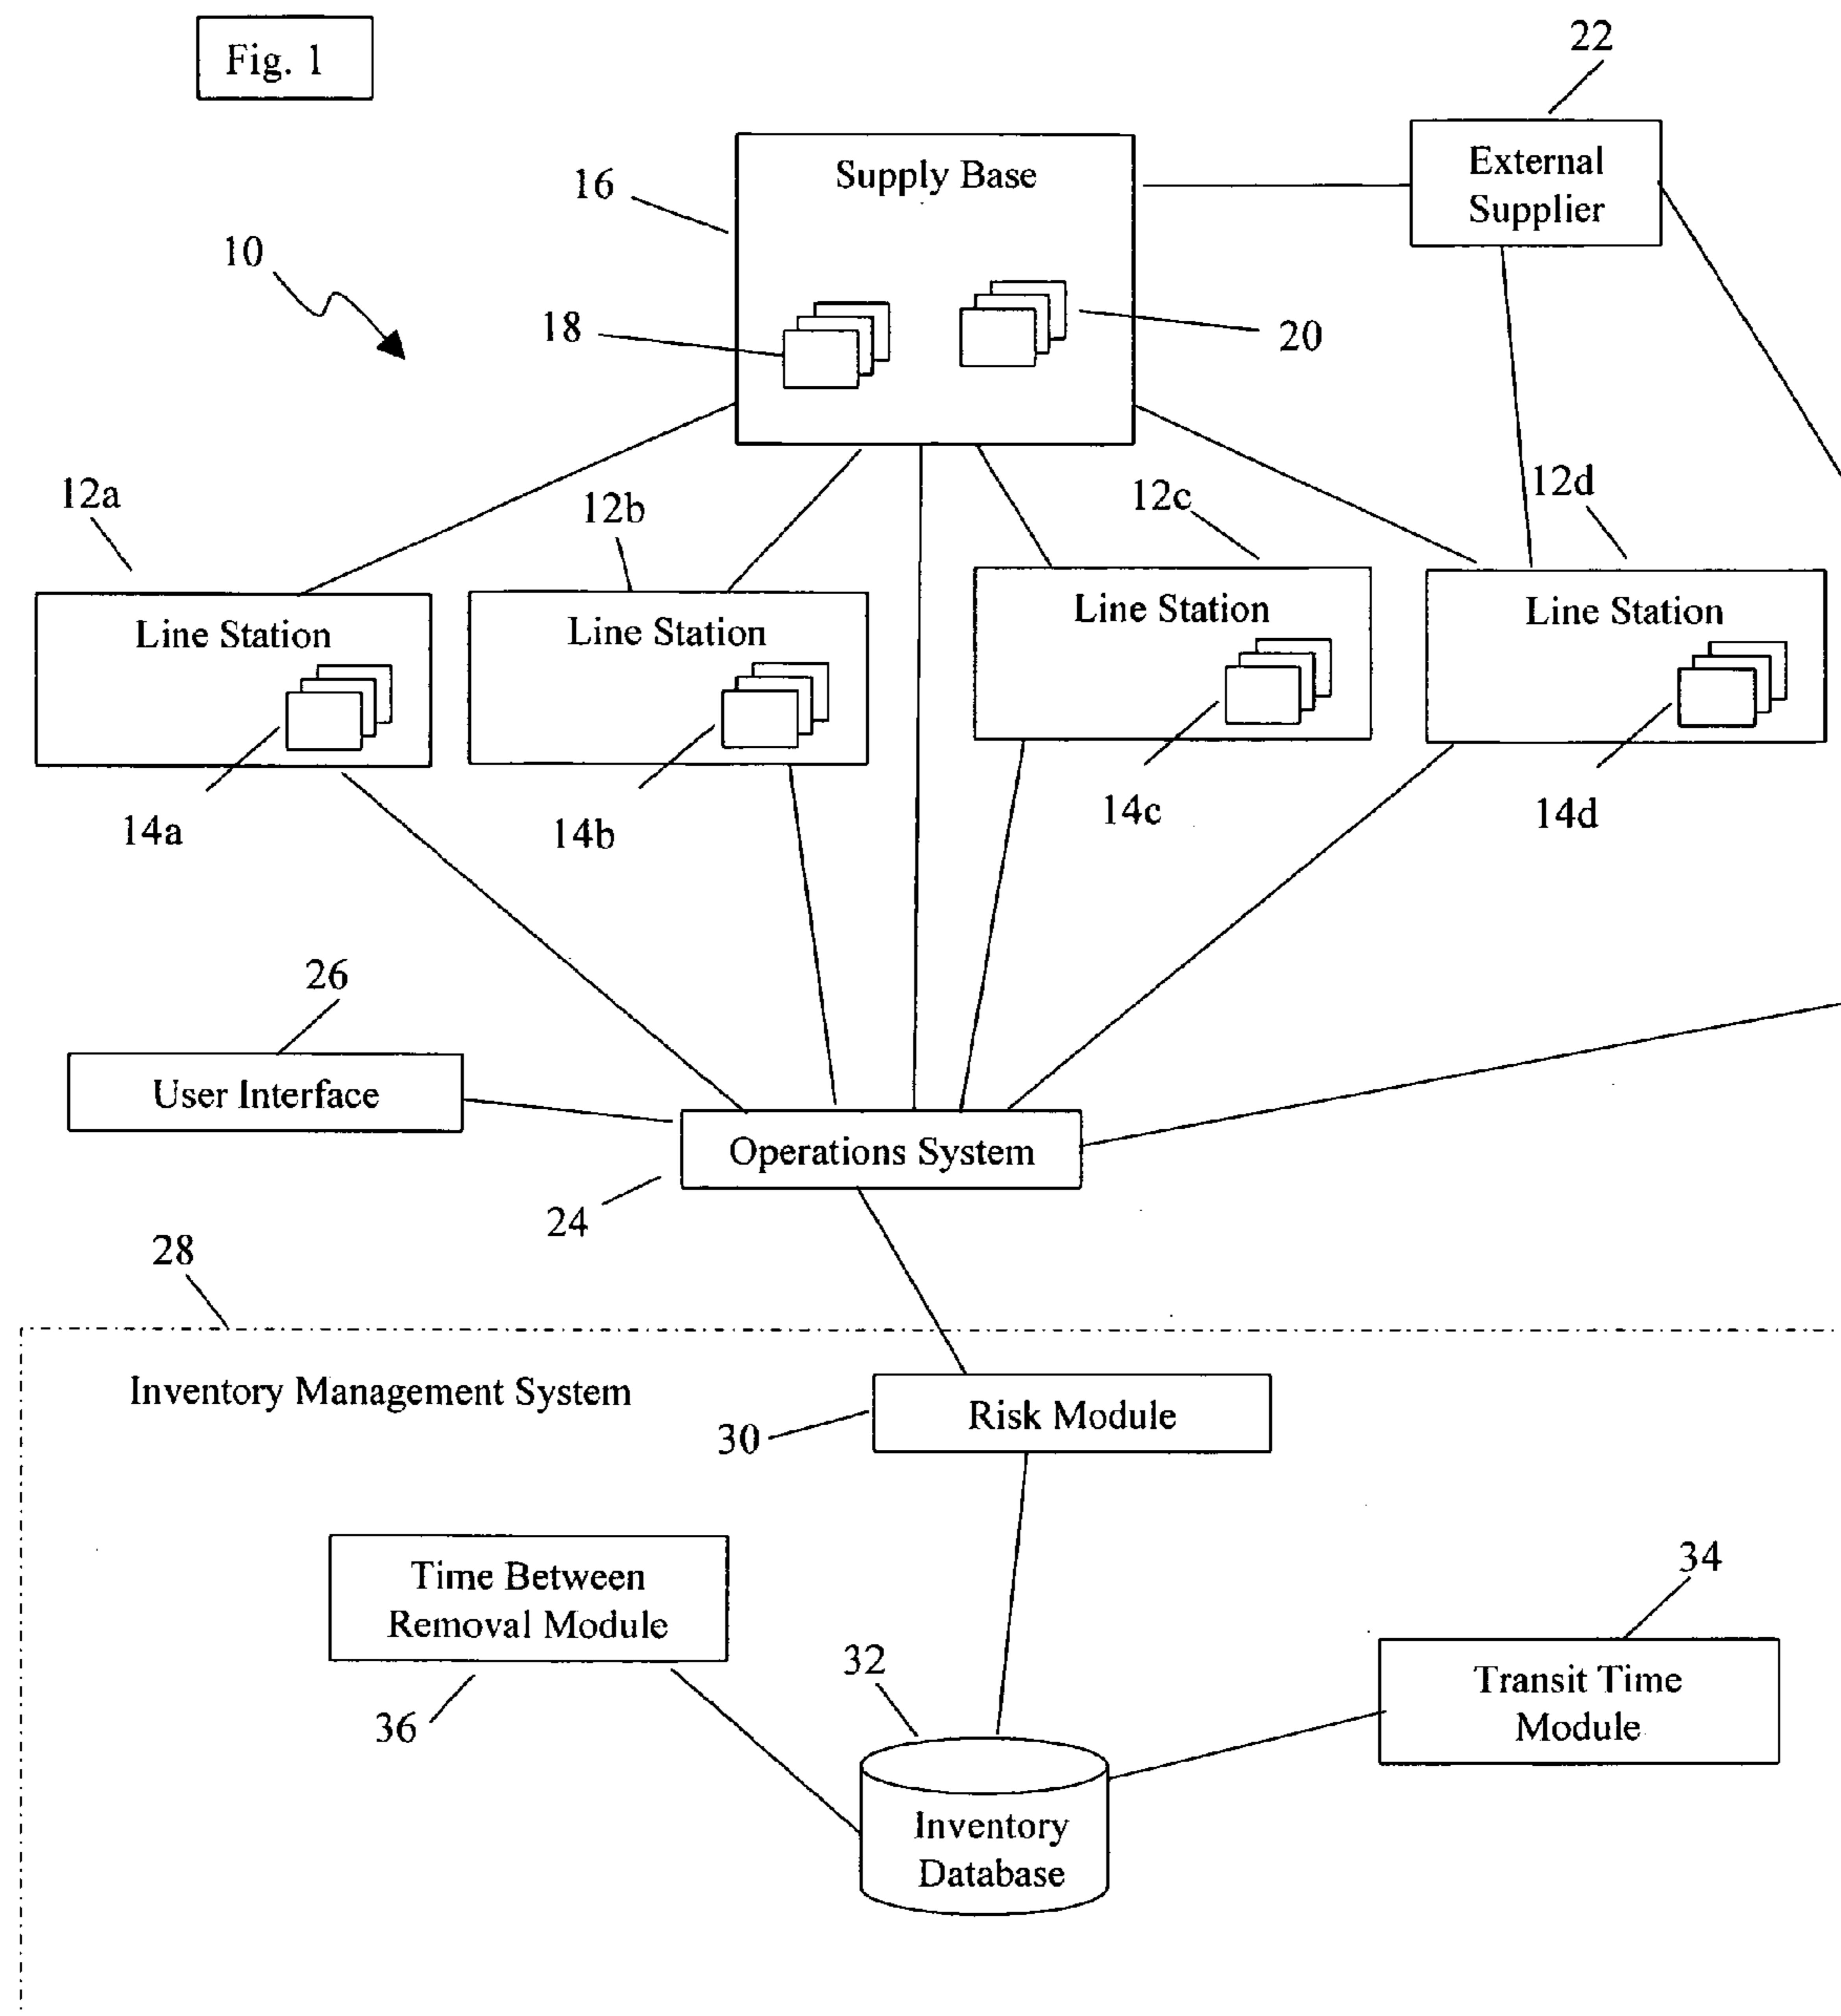 Fig. 1
22
External
Supplier
Supply Base
16
10
18
20
12a
12b
12c
12d
Line Station
Line Station
Line Station
Line Station
14a
14b
14c
14d
26
User Interface
Operations System
24
28
Inventory Management System
Risk Module
30
Time Between
Removal Module
34
32
36
Transit Time
Module
Inventory
Database